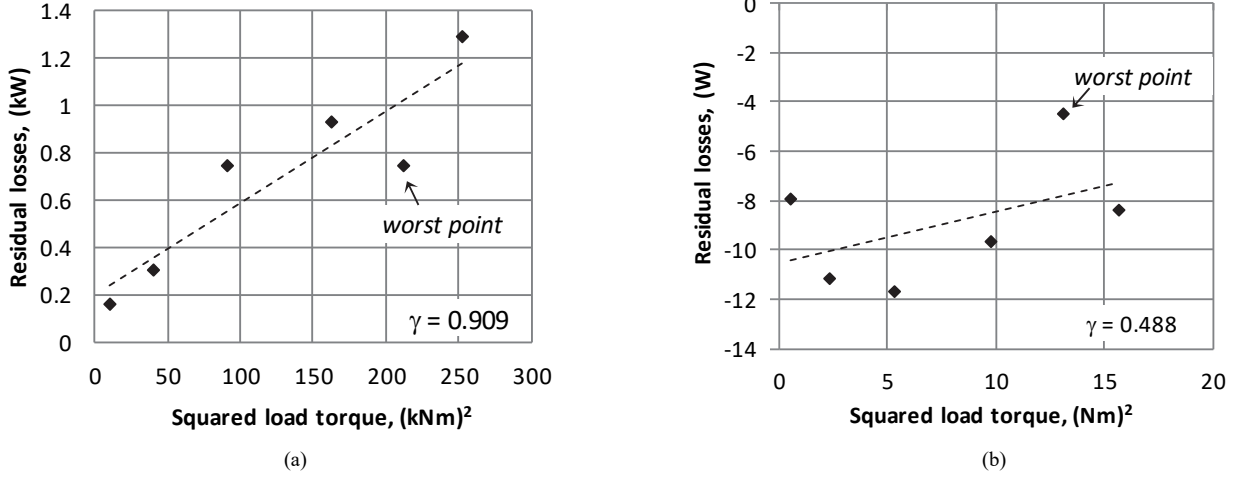 Residual losses, (kW)
1.4
1.2
1
0.8
0.6
0.4
0.2
0
worst point
γ = 0.909
0 50 100 150 200 250 300
Squared load torque, (kNm)²
(a)
Residual losses, (W)
0
-2
-4
-6
-8
-10
-12
-14
worst point
γ = 0.488
0 5 10 15 20
Squared load torque, (Nm)²
(b)